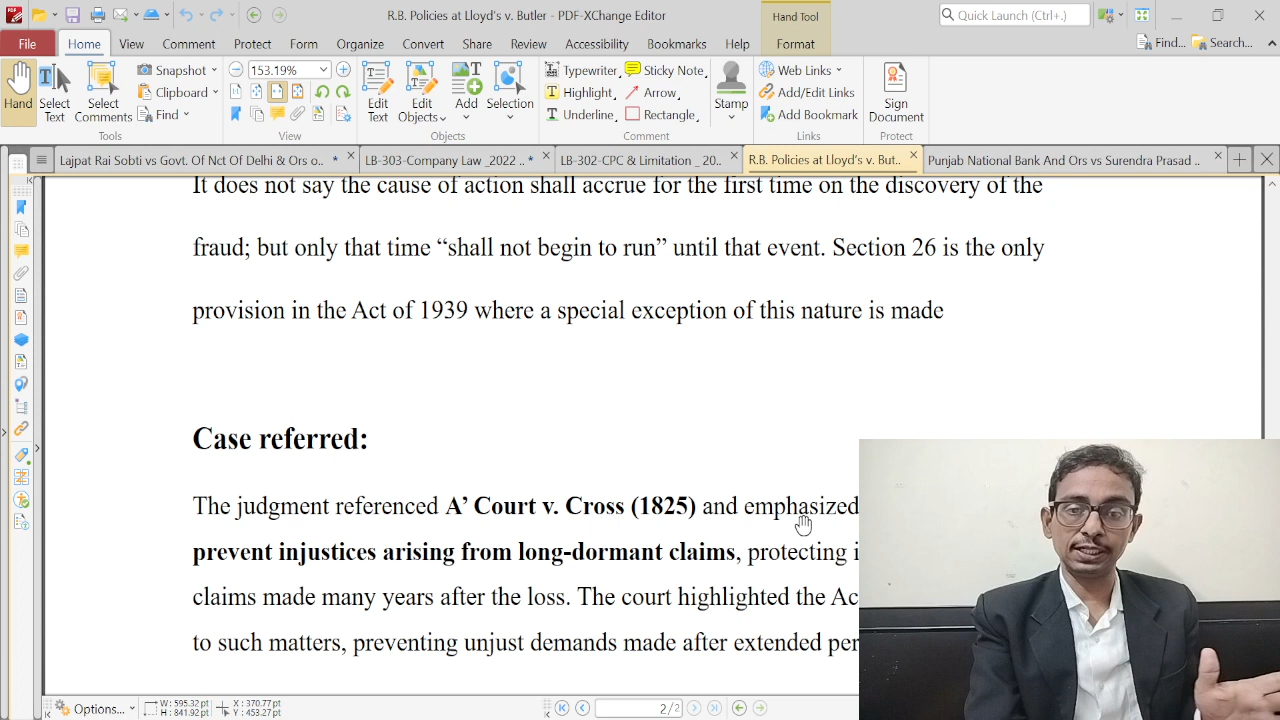 R.B. Policies at Lloyd's v. Butler - PDF-XChange Editor
Hand Tool
Quick Launch (Ctrl+.)
File Home View Comment Protect Form Organize Convert Share Review Accessibility Bookmarks Help Format
Find... Search...
Hand
Select Text
Select Comments
Snapshot
Clipboard
Find
Tools
153.19%
View
Edit Text
Edit Objects
Add
Selection
Objects
Typewriter
Sticky Note
Highlight
Arrow
Underline
Rectangle
Stamp
Comment
Web Links
Add/Edit Links
Add Bookmark
Links
Sign Document
Protect
Lajpat Rai Sobti vs Govt. Of Nct Of Delhi & Ors o.. * LB-303-Company Law _2022 .. * LB-302-CPC & Limitation _ 20.. R.B. Policies at Lloyd's v. But.. Punjab National Bank And Ors vs Surendra Prasad ..
It does not say the cause of action shall accrue for the first time on the discovery of the
fraud; but only that time “shall not begin to run” until that event. Section 26 is the only
provision in the Act of 1939 where a special exception of this nature is made
Case referred:
The judgment referenced A’ Court v. Cross (1825) and emphasized
prevent injustices arising from long-dormant claims, protecting
claims made many years after the loss. The court highlighted the
to such matters, preventing unjust demands made after extended
Options...
W: 595.32pt
H: 841.92pt
X: 370.77pt
Y: 453.27pt
2/2